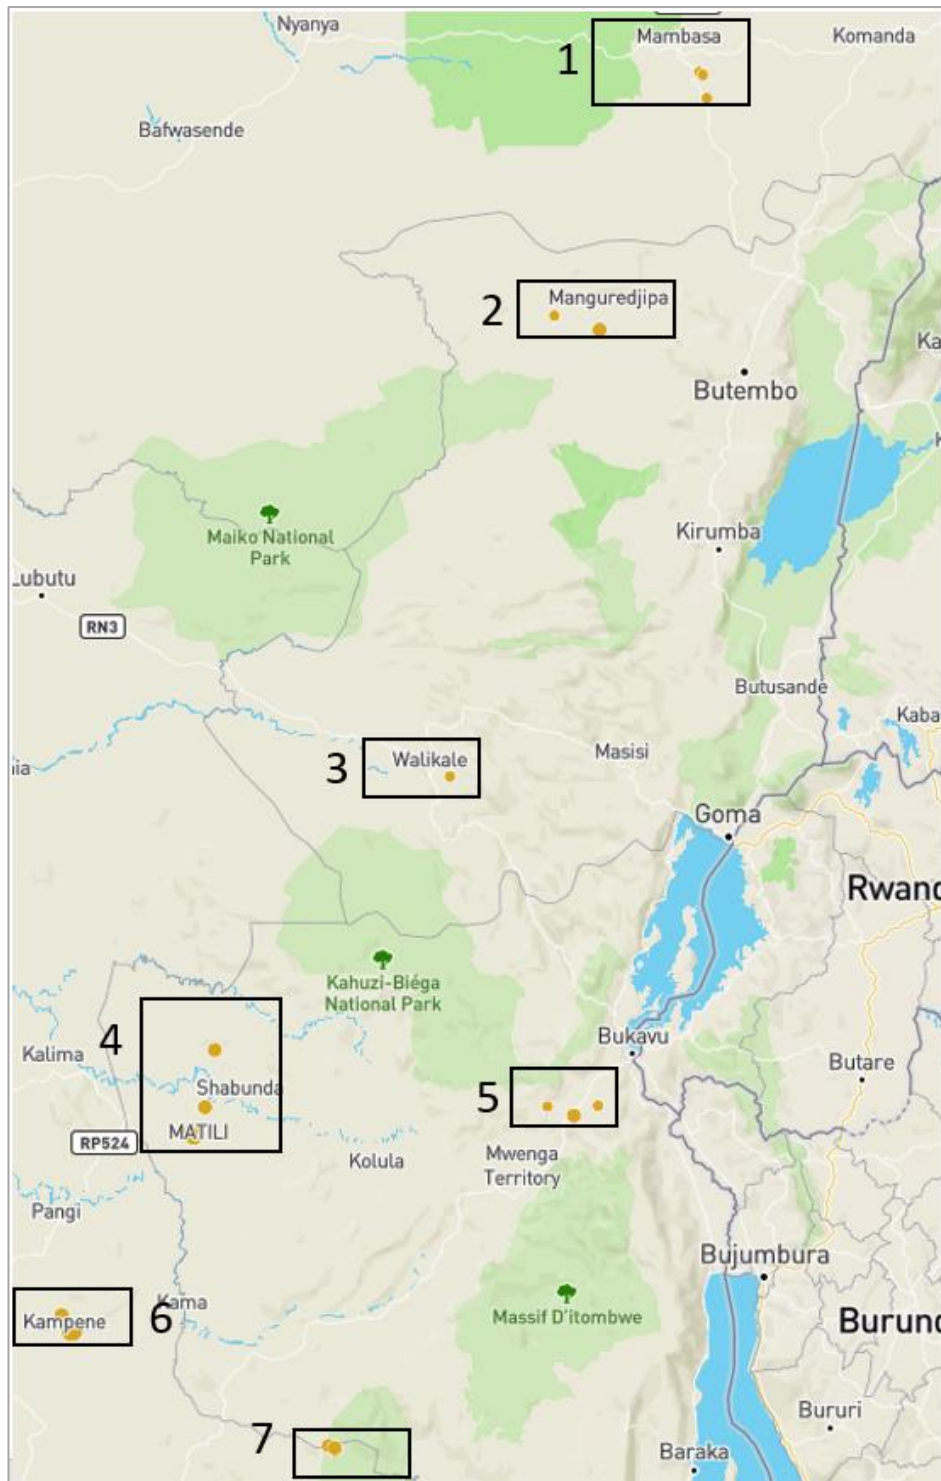 Nyanya
Mambasa
Komanda
1
Bafwasende
Manguredjipa
2
Ka
Butembo
Kirumba
Maiko National
Park
Lubutu
RN3
Butusande
Kaba
Walikale
Masisi
3
ia
Goma
Rwand
Kahuzi-Biéga
National Park
4
Bukavu
Kalima
Butare
Shabunda
5
MATILI
RP524
Kolula
Mwenga
Territory
Pangi
Bujumbura
Kama
Kampene
6
Massif D'itombwe
Burund
Bururi
7
Baraka